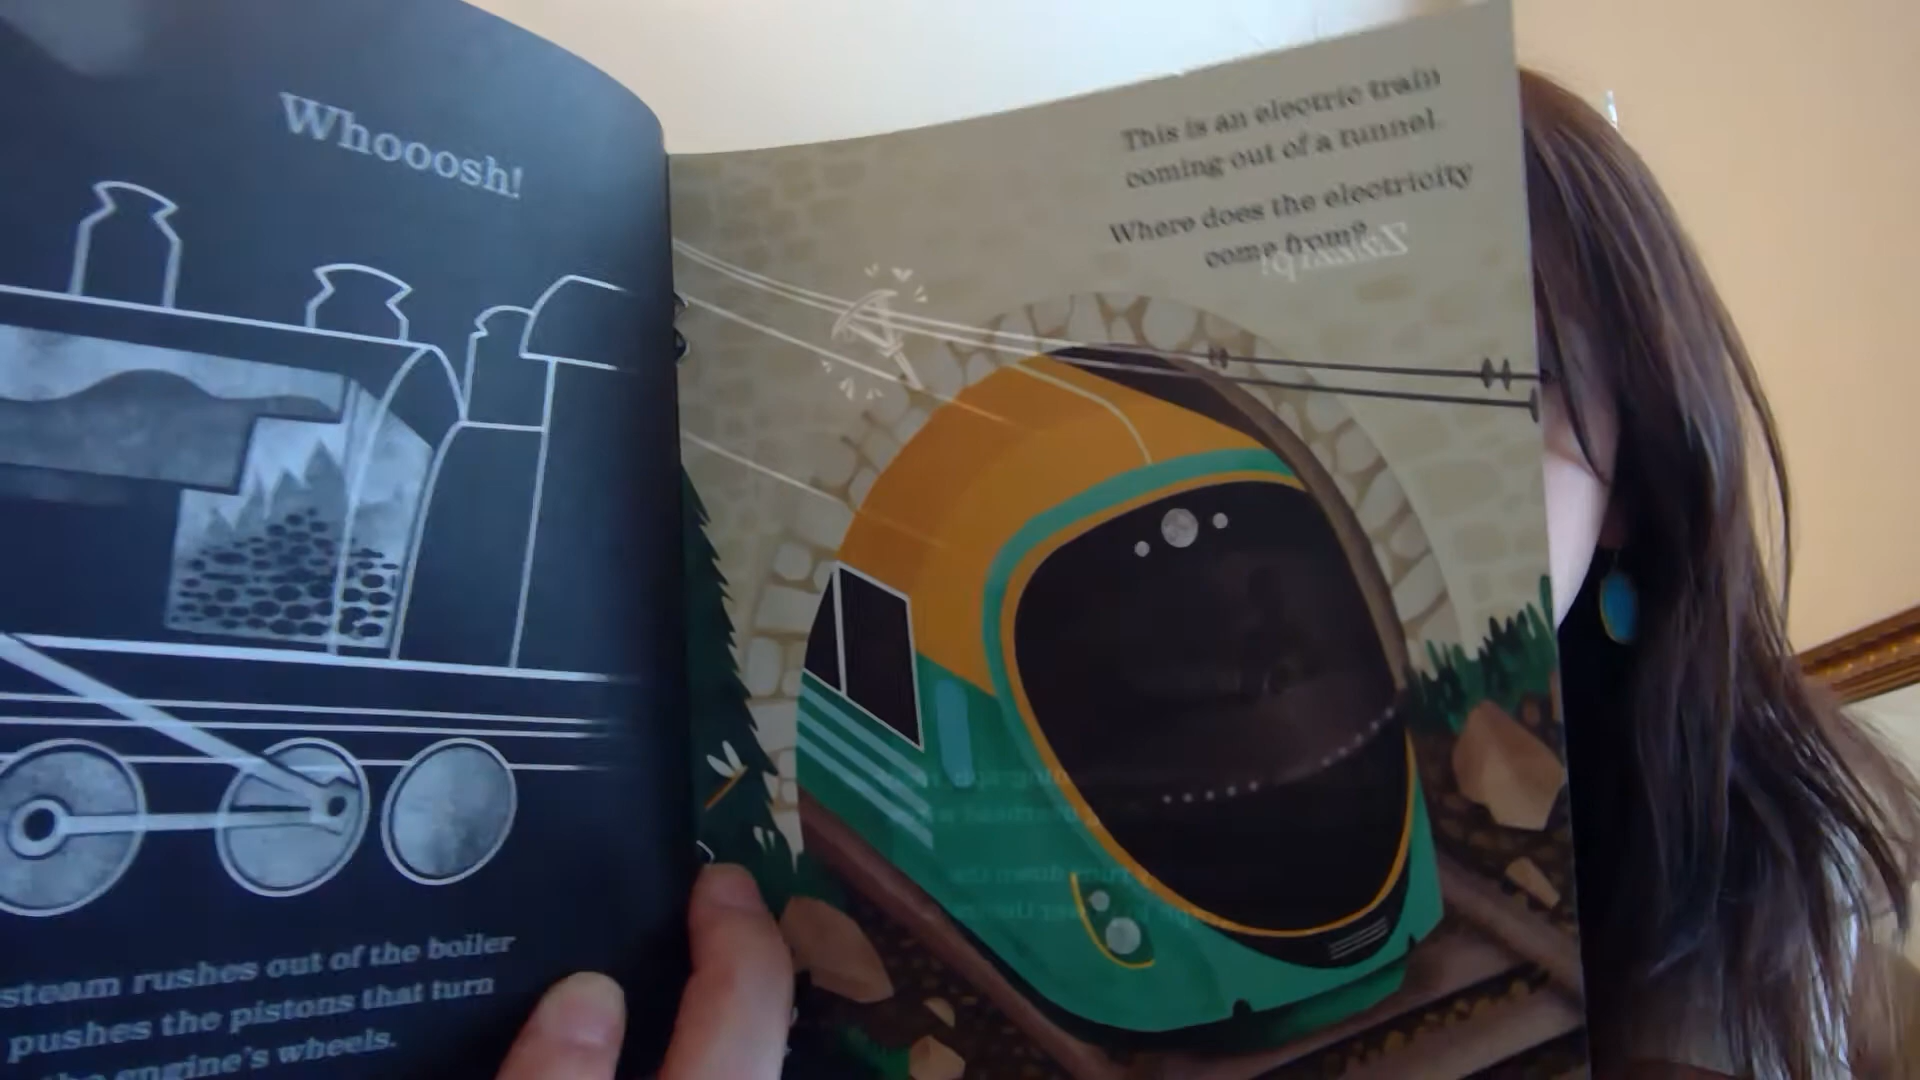 Whooosh!
steam rushes out of the boiler
pushes the pistons that turn
the engine's wheels.
This is an electric train
coming out of a tunnel.
Where does the electricity
come from?